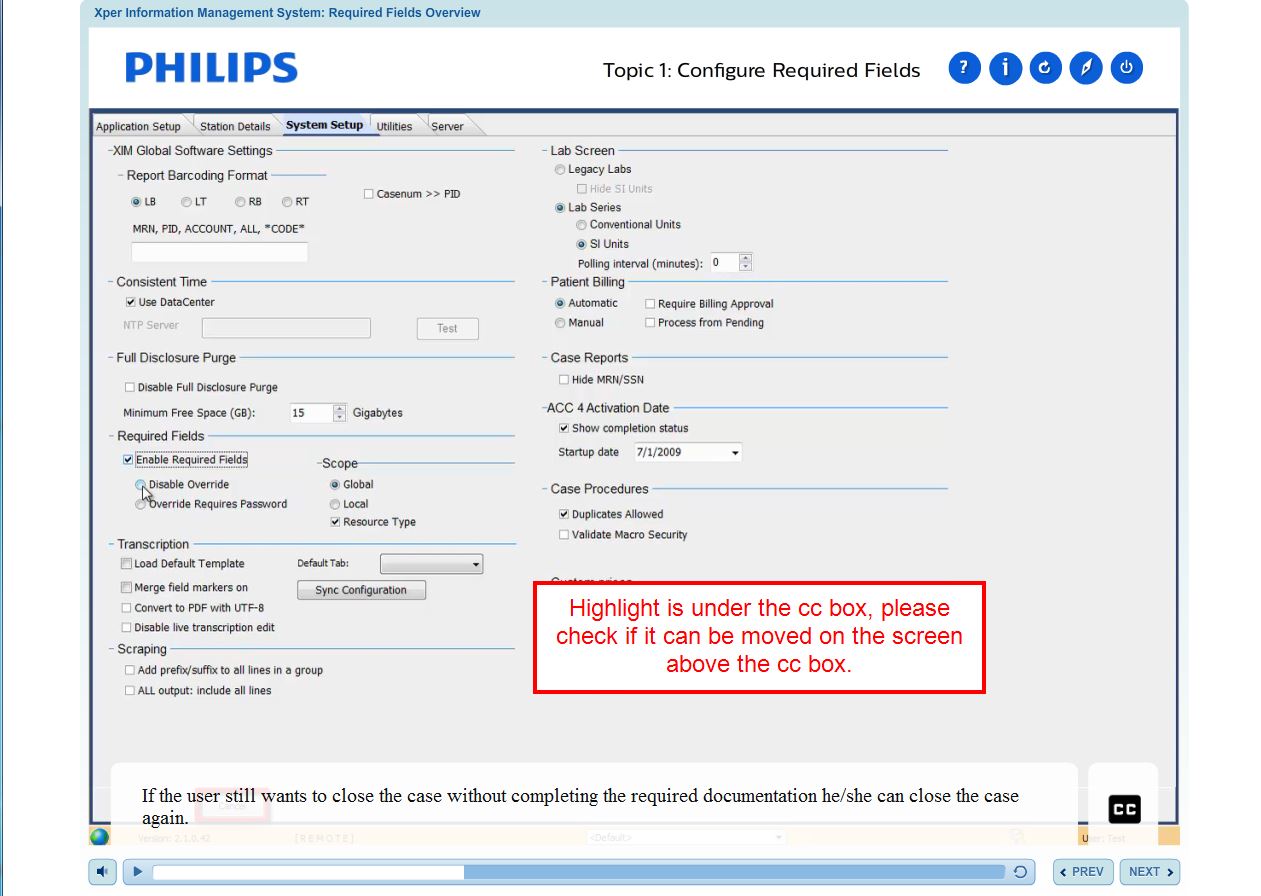 Xper Information Management System: Required Fields Overview
PHILIPS
Topic 1: Configure Required Fields
Application Setup
Station Details
System Setup
Utilities
Server
XIM Global Software Settings
Report Barcoding Format
LB
LT
RB
RT
Casenum >> PID
MRN, PID, ACCOUNT, ALL, *CODE*
Consistent Time
Use DataCenter
NTP Server
Test
Full Disclosure Purge
Disable Full Disclosure Purge
Minimum Free Space (GB):
15
Gigabytes
Required Fields
Enable Required Fields
Disable Override
Override Requires Password
Scope
Global
Local
Resource Type
Transcription
Load Default Template
Default Tab:
Merge field markers on
Sync Configuration
Convert to PDF with UTF-8
Disable live transcription edit
Scraping
Add prefix/suffix to all lines in a group
ALL output: include all lines
Lab Screen
Legacy Labs
Hide SI Units
Lab Series
Conventional Units
SI Units
Polling interval (minutes):
0
Patient Billing
Automatic
Require Billing Approval
Manual
Process from Pending
Case Reports
Hide MRN/SSN
ACC 4 Activation Date
Show completion status
Startup date
7/1/2009
Case Procedures
Duplicates Allowed
Validate Macro Security
Highlight is under the cc box, please
check if it can be moved on the screen
above the cc box.
If the user still wants to close the case without completing the required documentation he/she can close the case
again.
CC
Version: 2.1.0.42
[REMOTE]
<Default>
User: Test
PREV
NEXT